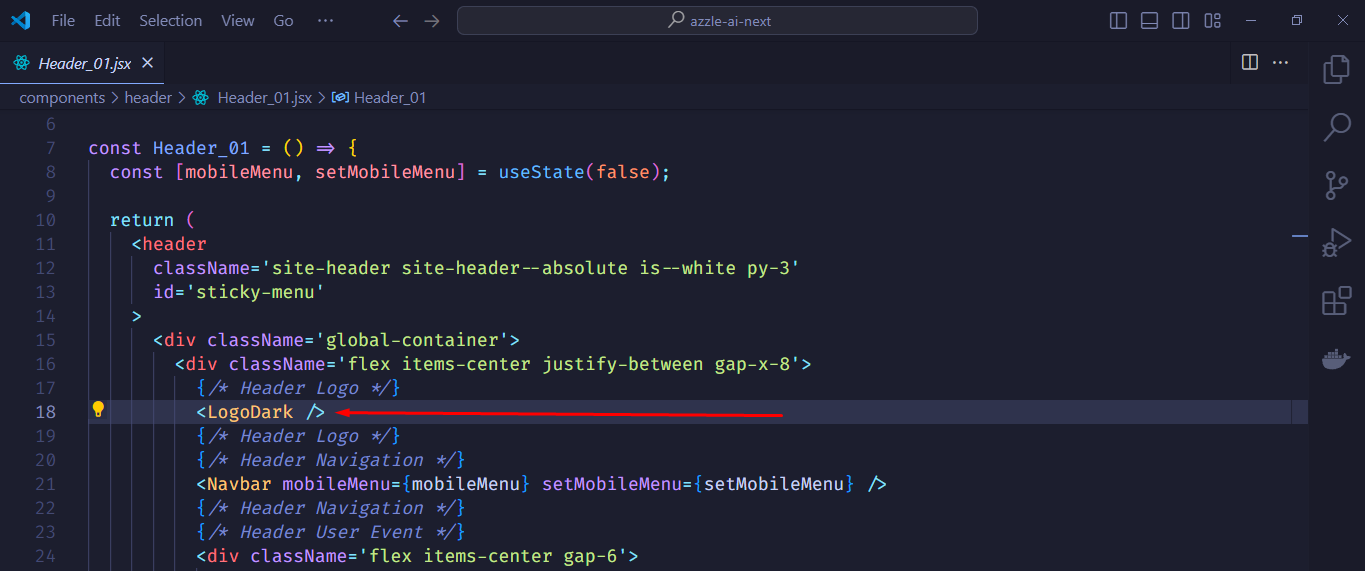 File Edit Selection View Go ··· azzle-ai-next
Header_01.jsx
components > header > Header_01.jsx > Header_01
6
7 const Header_01 = () => {
8 const [mobileMenu, setMobileMenu] = useState(false);
9
10 return (
11 <header
12 className='site-header site-header--absolute is--white py-3'
13 id='sticky-menu'
14 >
15 <div className='global-container'>
16 <div className='flex items-center justify-between gap-x-8'>
17 {/* Header Logo */}
18 <LogoDark />
19 {/* Header Logo */}
20 {/* Header Navigation */}
21 <Navbar mobileMenu={mobileMenu} setMobileMenu={setMobileMenu} />
22 {/* Header Navigation */}
23 {/* Header User Event */}
24 <div className='flex items-center gap-6'>